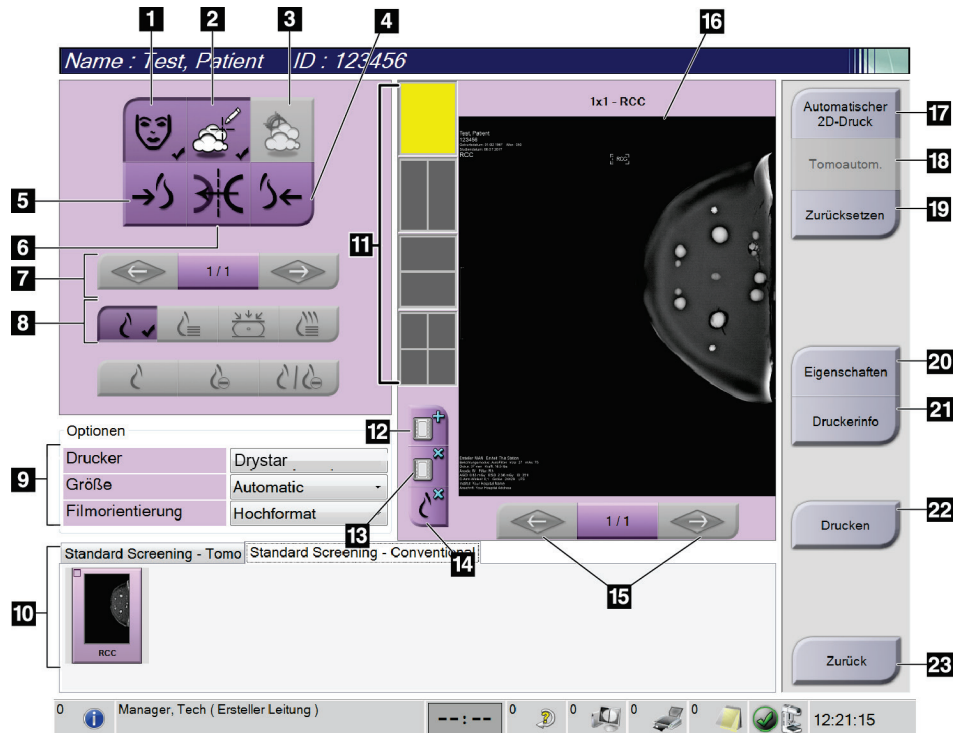 1
2
3
4
16
Name : Test, Patient ID : 123456
1x1 - RCC
Test, Patient
123456
RCC
RCC
Automatischer
2D-Druck
17
Tomoautom.
18
Zurücksetzen
19
5
6
11
7
1/1
8
Eigenschaften
20
Druckerinfo
21
Optionen
12
9
Drucker
Drystar
Größe
Automatic
Filmorientierung
Hochformat
13
14
1/1
15
Drucken
22
Standard Screening - Tomo
Standard Screening - Conventional
10
RCC
Zurück
23
0
Manager, Tech ( Ersteller Leitung )
--:--
0
0
0
0
12:21:15